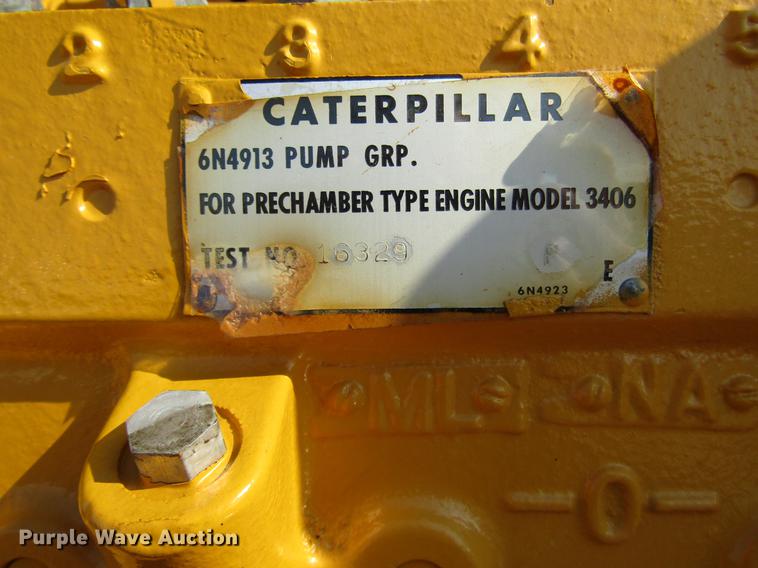 2 3 4 5
CATERPILLAR
6N4913 PUMP GRP.
FOR PRECHAMBER TYPE ENGINE MODEL 3406
TEST NO 16329 P E
6N4923
ML NA
-0-
Purple Wave Auction